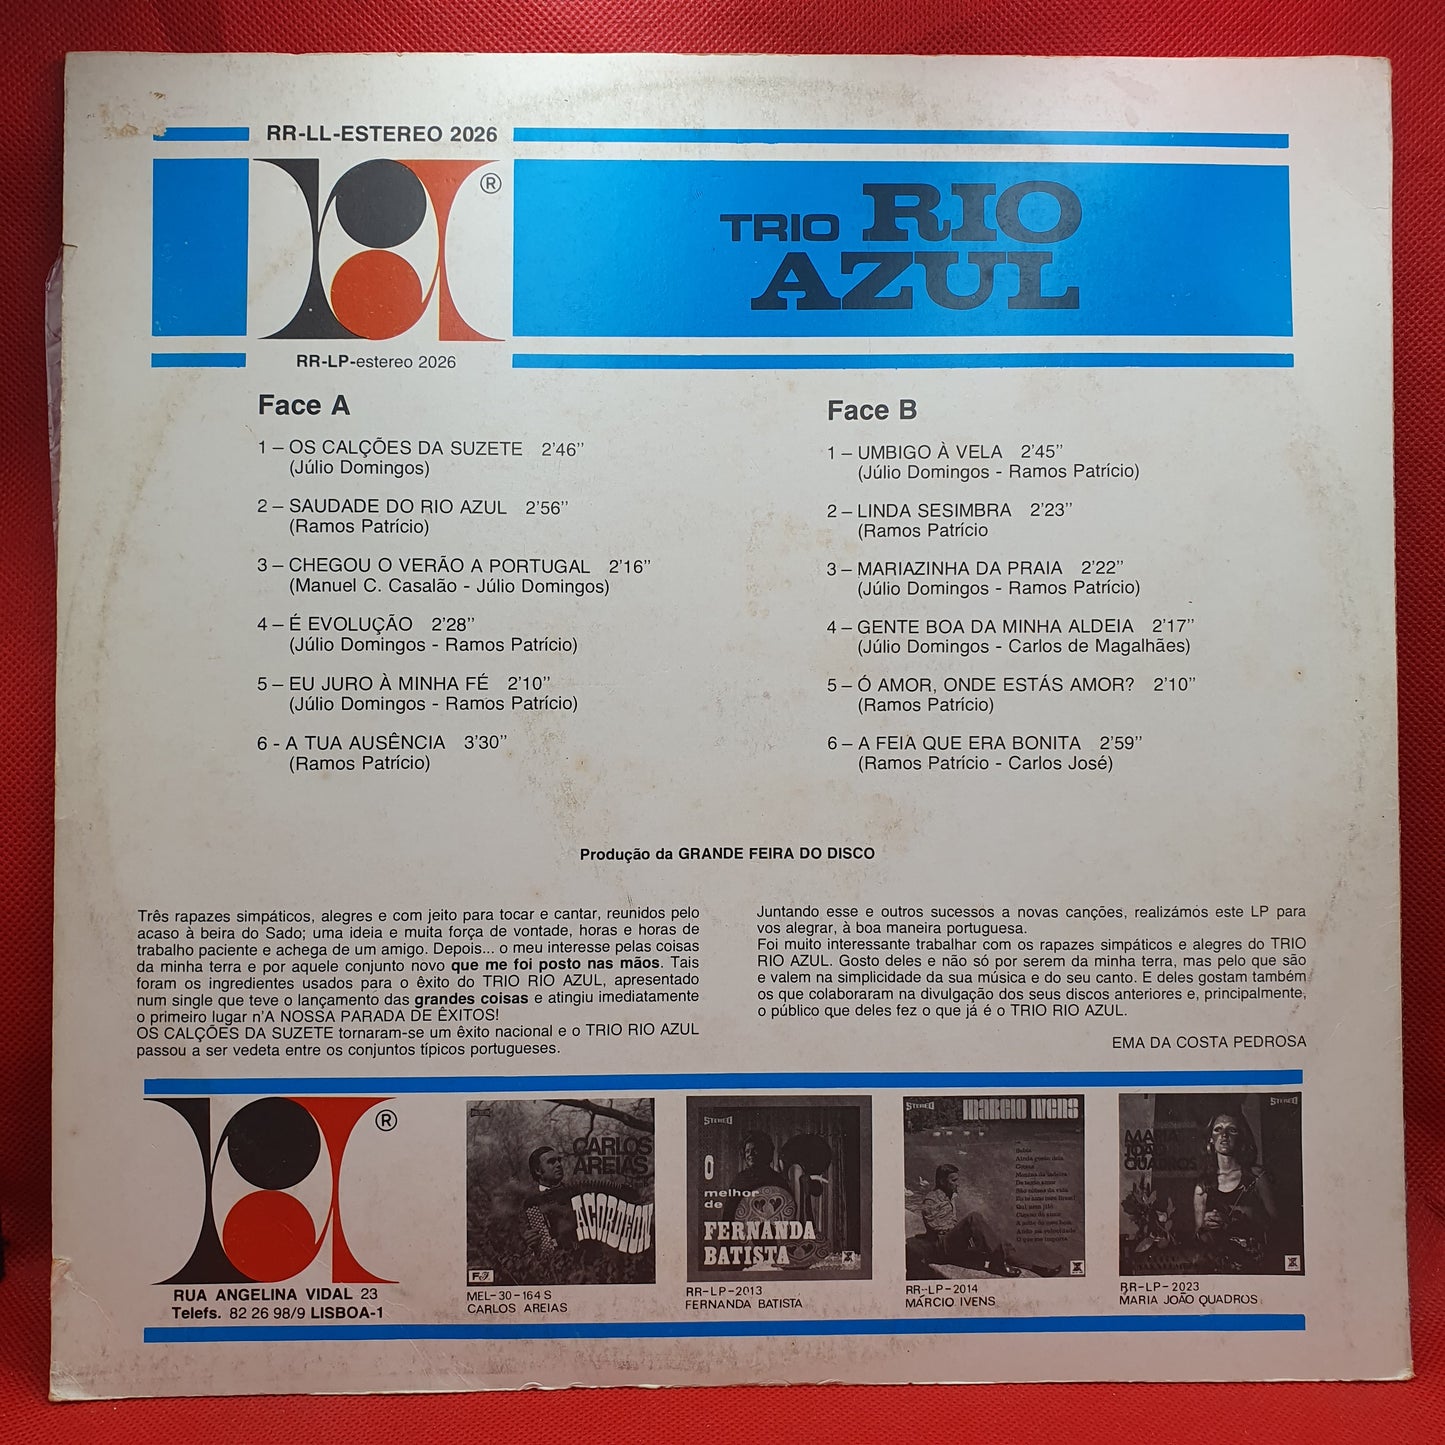 RR-LL-ESTEREO 2026
®
TRIO RIO
AZUL
RR-LP-estereo 2026
Face A
1 – OS CALÇÕES DA SUZETE 2'46''
(Júlio Domingos)
2 – SAUDADE DO RIO AZUL 2'56''
(Ramos Patrício)
3 – CHEGOU O VERÃO A PORTUGAL 2'16''
(Manuel C. Casalão - Júlio Domingos)
4 – É EVOLUÇÃO 2'28''
(Júlio Domingos - Ramos Patrício)
5 – EU JURO À MINHA FÉ 2'10''
(Júlio Domingos - Ramos Patrício)
6 - A TUA AUSÊNCIA 3'30''
(Ramos Patrício)
Face B
1 – UMBIGO À VELA 2'45''
(Júlio Domingos - Ramos Patrício)
2 – LINDA SESIMBRA 2'23''
(Ramos Patrício
3 – MARIAZINHA DA PRAIA 2'22''
(Júlio Domingos - Ramos Patrício)
4 – GENTE BOA DA MINHA ALDEIA 2'17''
(Júlio Domingos - Carlos de Magalhães)
5 – Ó AMOR, ONDE ESTÁS AMOR? 2'10''
(Ramos Patrício)
6 – A FEIA QUE ERA BONITA 2'59''
(Ramos Patrício - Carlos José)
Produção da GRANDE FEIRA DO DISCO
Três rapazes simpáticos, alegres e com jeito para tocar e cantar, reunidos pelo
acaso à beira do Sado; uma ideia e muita força de vontade, horas e horas de
trabalho paciente e achega de um amigo. Depois... o meu interesse pelas coisas
da minha terra e por aquele conjunto novo que me foi posto nas mãos. Tais
foram os ingredientes usados para o êxito do TRIO RIO AZUL, apresentado
num single que teve o lançamento das grandes coisas e atingiu imediatamente
o primeiro lugar n'A NOSSA PARADA DE ÊXITOS!
OS CALÇÕES DA SUZETE tornaram-se um êxito nacional e o TRIO RIO AZUL
passou a ser vedeta entre os conjuntos típicos portugueses.
Juntando esse e outros sucessos a novas canções, realizámos este LP para
vos alegrar, à boa maneira portuguesa.
Foi muito interessante trabalhar com os rapazes simpáticos e alegres do TRIO
RIO AZUL. Gosto deles e não só por serem da minha terra, mas pelo que são
e valem na simplicidade da sua música e do seu canto. E deles gostam também
os que colaboraram na divulgação dos seus discos anteriores e, principalmente,
o público que deles fez o que já é o TRIO RIO AZUL.
EMA DA COSTA PEDROSA
®
RUA ANGELINA VIDAL 23
Telefs. 82 26 98/9 LISBOA-1
CARLOS
AREIAS
ACORDEON
MEL-30-164 S
CARLOS AREIAS
STEREO
O
melhor
de
FERNANDA
BATISTA
RR-LP-2013
FERNANDA BATISTA
STEREO
MARCIO IVENS
RR-LP-2014
MÁRCIO IVENS
STEREO
MARIA
JOÃO
QUADROS
RR-LP-2023
MARIA JOÃO QUADROS